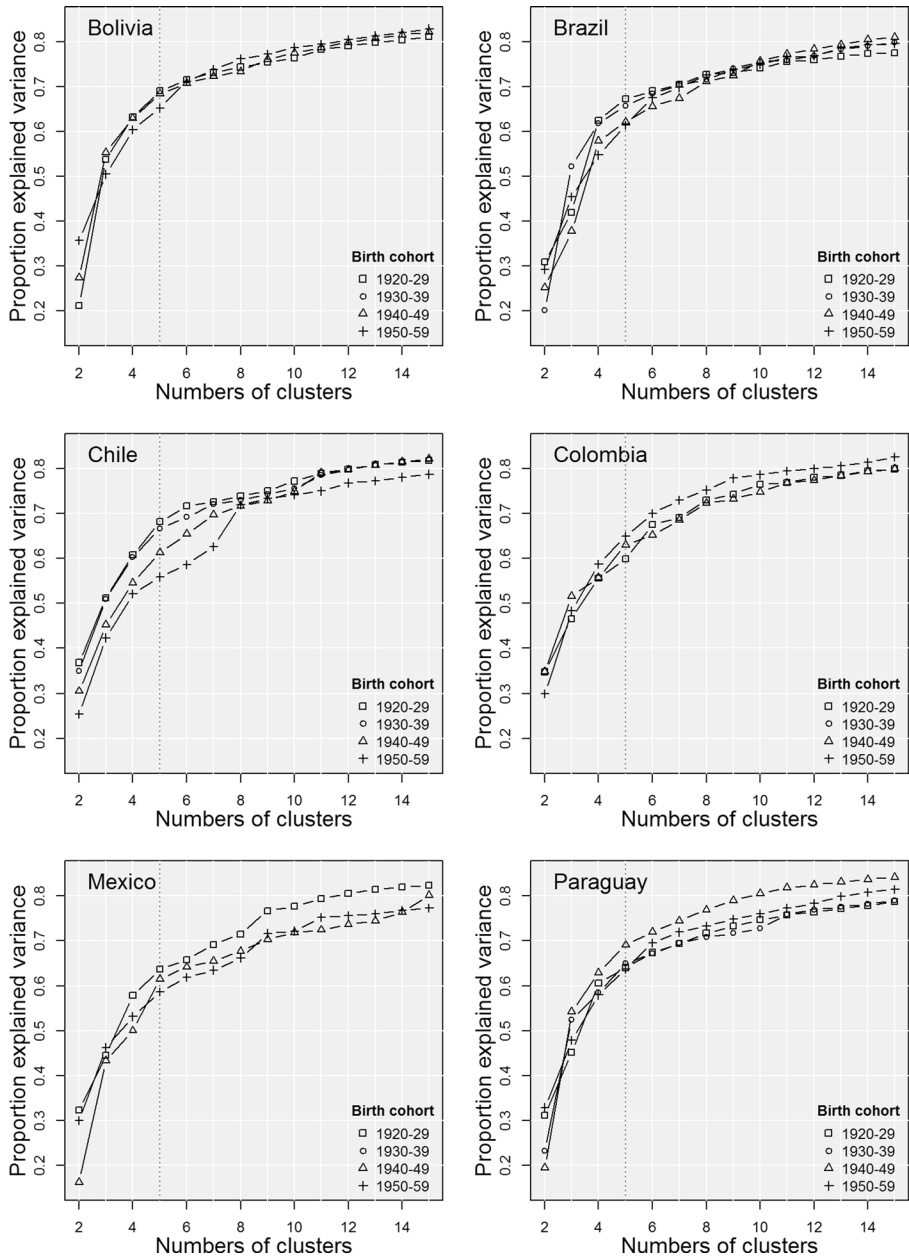 Bolivia
Proportion explained variance
0.2 0.3 0.4 0.5 0.6 0.7 0.8
Birth cohort
1920-29
1930-39
1940-49
1950-59
2 4 6 8 10 12 14
Numbers of clusters
Brazil
Proportion explained variance
0.2 0.3 0.4 0.5 0.6 0.7 0.8
Birth cohort
1920-29
1930-39
1940-49
1950-59
2 4 6 8 10 12 14
Numbers of clusters
Chile
Proportion explained variance
0.2 0.3 0.4 0.5 0.6 0.7 0.8
Birth cohort
1920-29
1930-39
1940-49
1950-59
2 4 6 8 10 12 14
Numbers of clusters
Colombia
Proportion explained variance
0.2 0.3 0.4 0.5 0.6 0.7 0.8
Birth cohort
1920-29
1930-39
1940-49
1950-59
2 4 6 8 10 12 14
Numbers of clusters
Mexico
Proportion explained variance
0.2 0.3 0.4 0.5 0.6 0.7 0.8
Birth cohort
1920-29
1930-39
1940-49
1950-59
2 4 6 8 10 12 14
Numbers of clusters
Paraguay
Proportion explained variance
0.2 0.3 0.4 0.5 0.6 0.7 0.8
Birth cohort
1920-29
1930-39
1940-49
1950-59
2 4 6 8 10 12 14
Numbers of clusters